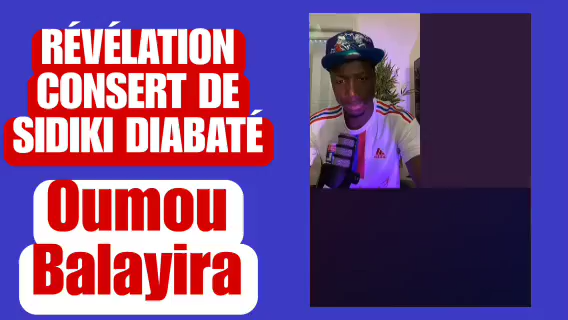 RÉVÉLATION
CONSERT DE
SIDIKI DIABATÉ
Oumou
Balayira